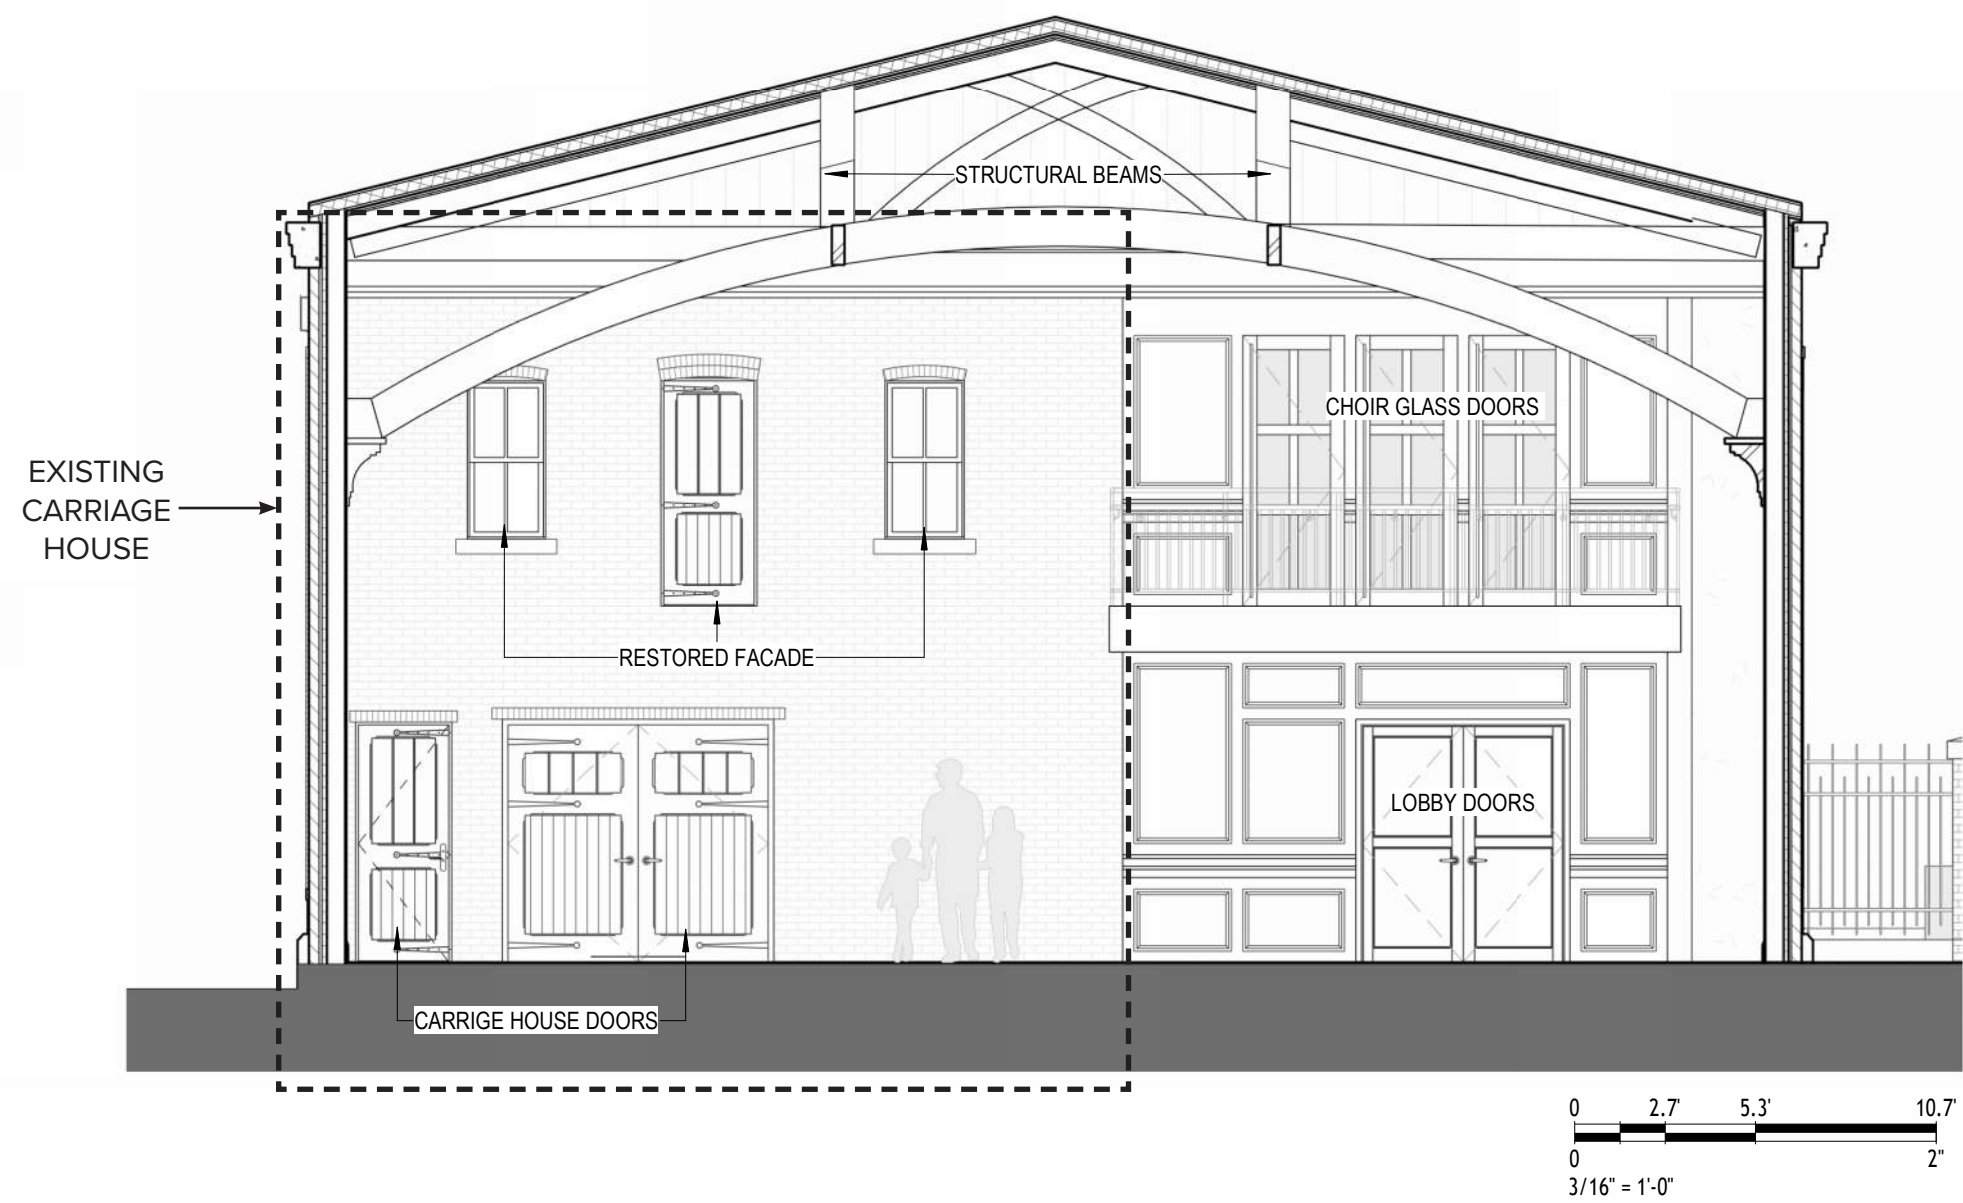 STRUCTURAL BEAMS
CHOIR GLASS DOORS
EXISTING
CARRIAGE
HOUSE
RESTORED FACADE
LOBBY DOORS
CARRIGE HOUSE DOORS
0 2.7' 5.3' 10.7'
0 2"
3/16" = 1'-0"